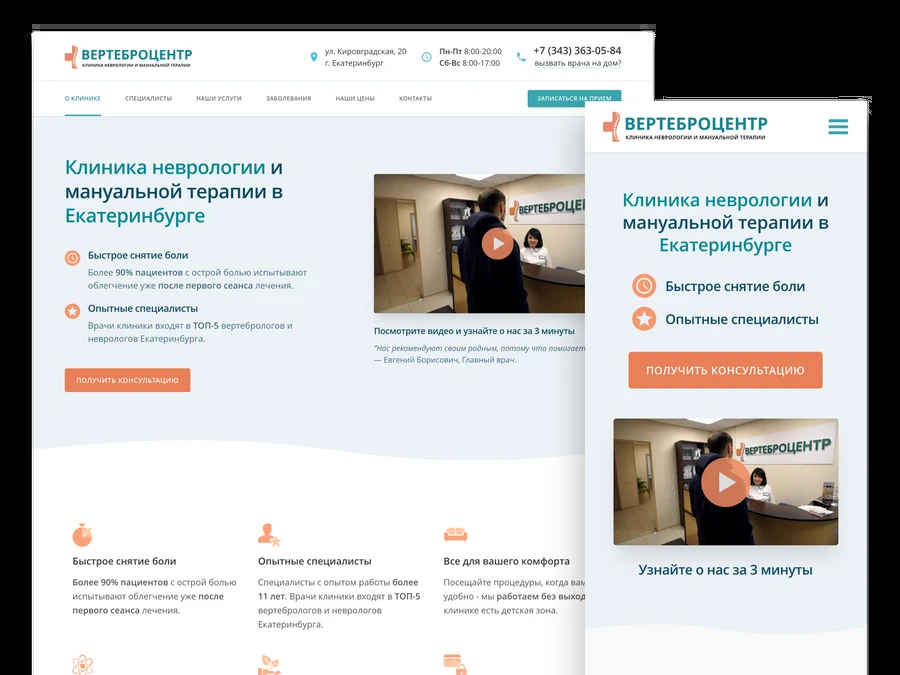 ВЕРТЕБРОЦЕНТР
КЛИНИКА НЕВРОЛОГИИ И МАНУАЛЬНОЙ ТЕРАПИИ
ул. Кировградская, 20
г. Екатеринбург
Пн-Пт 8:00-20:00
Сб-Вс 8:00-17:00
+7 (343) 363-05-84
вызвать врача на дом?
О КЛИНИКЕ
СПЕЦИАЛИСТЫ
НАШИ УСЛУГИ
ЗАБОЛЕВАНИЯ
НАШИ ЦЕНЫ
КОНТАКТЫ
ЗАПИСАТЬСЯ НА ПРИЕМ
Клиника неврологии и
мануальной терапии в
Екатеринбурге
Быстрое снятие боли
Более 90% пациентов с острой болью испытывают
облегчение уже после первого сеанса лечения.
Опытные специалисты
Врачи клиники входят в ТОП-5 вертебрологов и
неврологов Екатеринбурга.
ПОЛУЧИТЬ КОНСУЛЬТАЦИЮ
ВЕРТЕБРОЦЕ
Посмотрите видео и узнайте о нас за 3 минуты
"Нас рекомендуют своим родным, потому что помогает
— Евгений Борисович, Главный врач.
Быстрое снятие боли
Более 90% пациентов с острой болью
испытывают облегчение уже после
первого сеанса лечения.
Опытные специалисты
Специалисты с опытом работы более
11 лет. Врачи клиники входят в ТОП-5
вертебрологов и неврологов
Екатеринбурга.
Все для вашего комфорта
Посещайте процедуры, когда вам
удобно - мы работаем без выход
клинике есть детская зона.
ВЕРТЕБРОЦЕНТР
КЛИНИКА НЕВРОЛОГИИ И МАНУАЛЬНОЙ ТЕРАПИИ
Клиника неврологии и
мануальной терапии в
Екатеринбурге
Быстрое снятие боли
Опытные специалисты
ПОЛУЧИТЬ КОНСУЛЬТАЦИЮ
ВЕРТЕБРОЦЕНТР
Узнайте о нас за 3 минуты